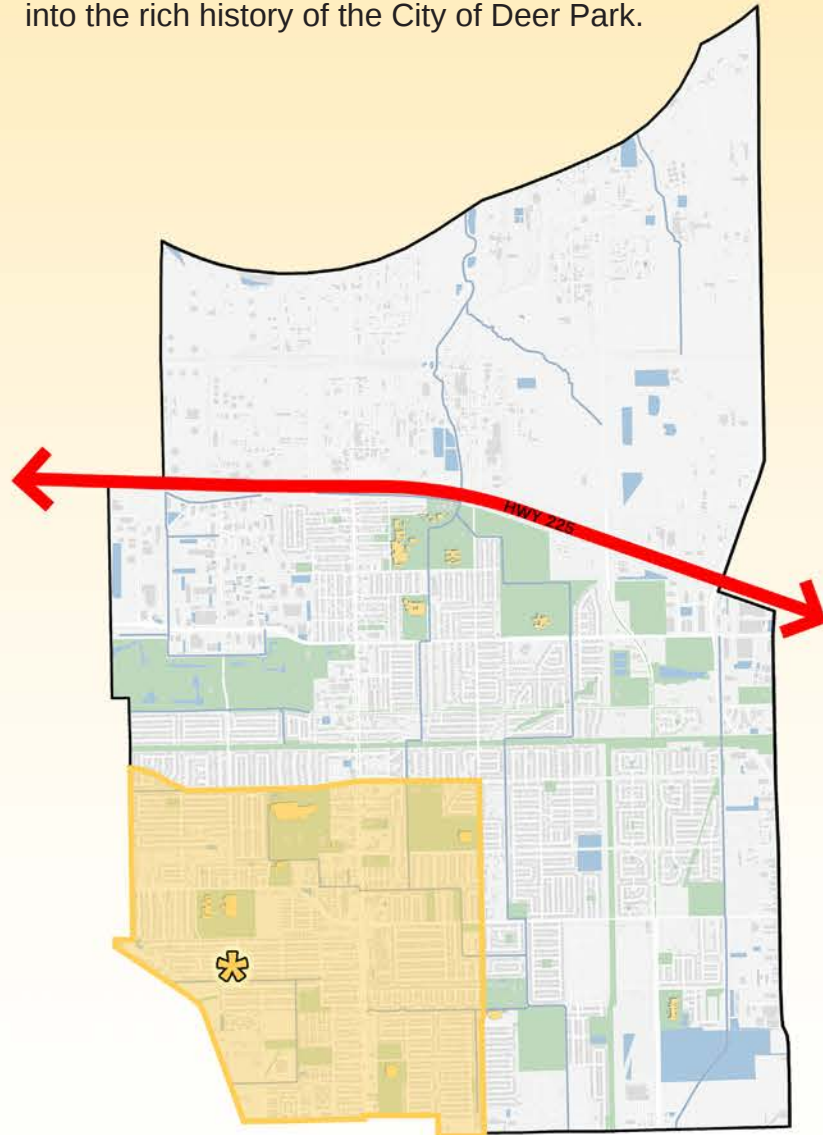 into the rich history of the City of Deer Park.
HWY 225